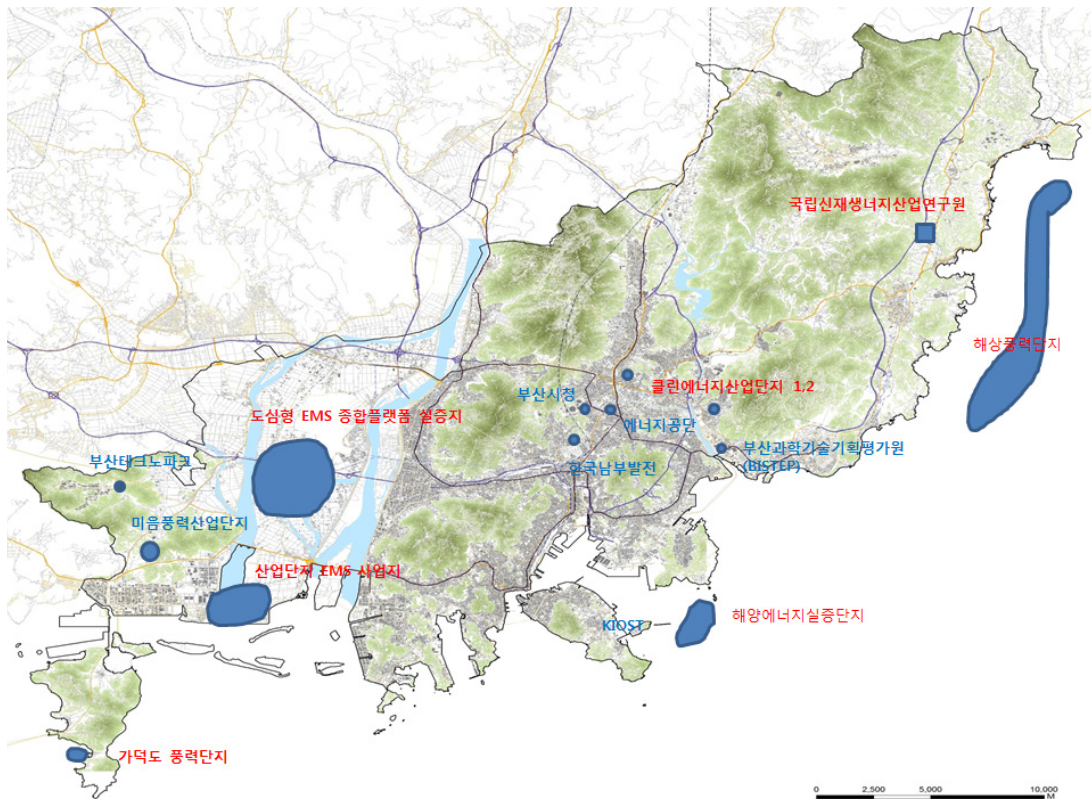 국립신재생너지산업연구원
해상풍력단지
클린에너지산업단지 1.2
부산시청
에너지공단
도심형 EMS 종합플랫폼 실증지
부산과학기술기획평가원
(BISTEP)
한국남부발전
부산테크노파크
미음풍력산업단지
산업단지 EMS 사업지
해양에너지실증단지
KIOST
가덕도 풍력단지
0 2,500 5,000 10,000
M